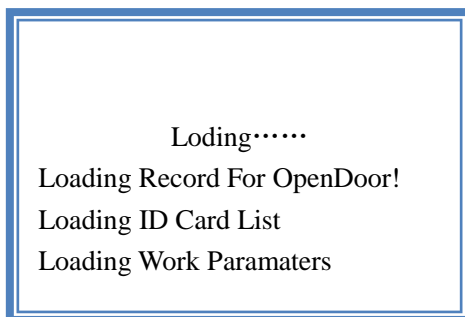 Loding……
Loading Record For OpenDoor!
Loading ID Card List
Loading Work Paramaters